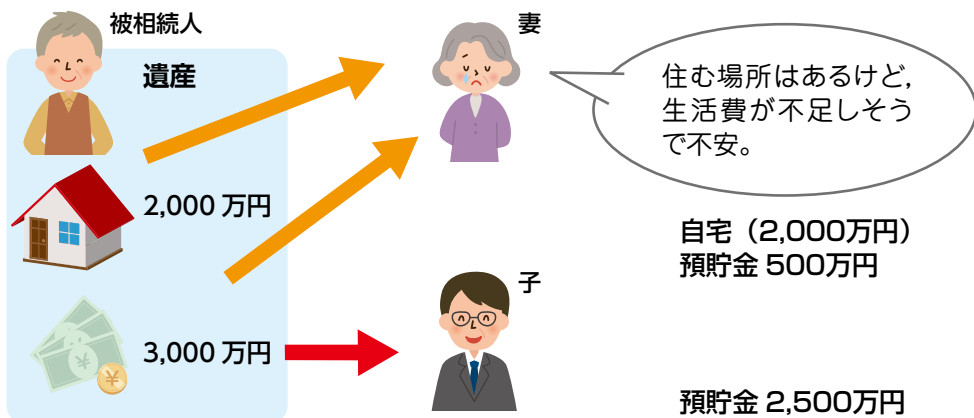 被相続人
遺産
2,000 万円
3,000 万円
妻
住む場所はあるけど,
生活費が不足しそう
で不安。
自宅（2,000万円）
預貯金 500万円
子
預貯金 2,500万円
¥
¥